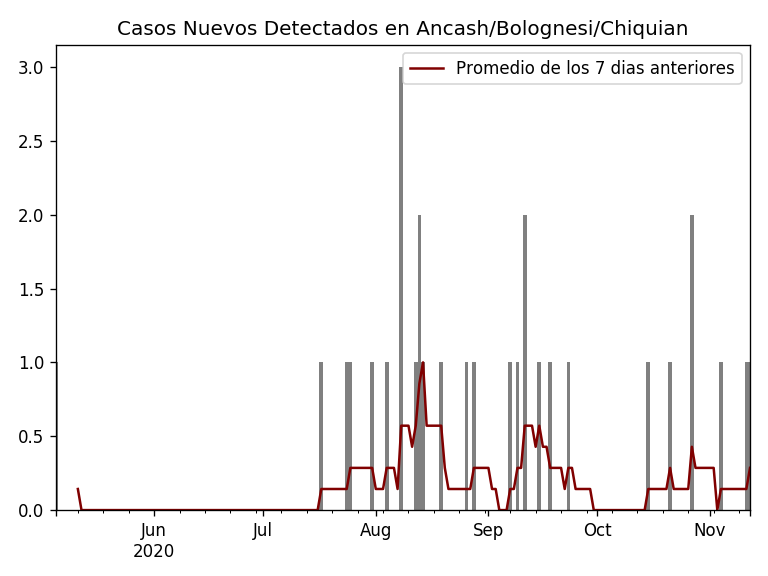 Casos Nuevos Detectados en Ancash/Bolognesi/Chiquian
Promedio de los 7 dias anteriores
3.0
2.5
2.0
1.5
1.0
0.5
0.0
Jun Jul Aug Sep Oct Nov
2020